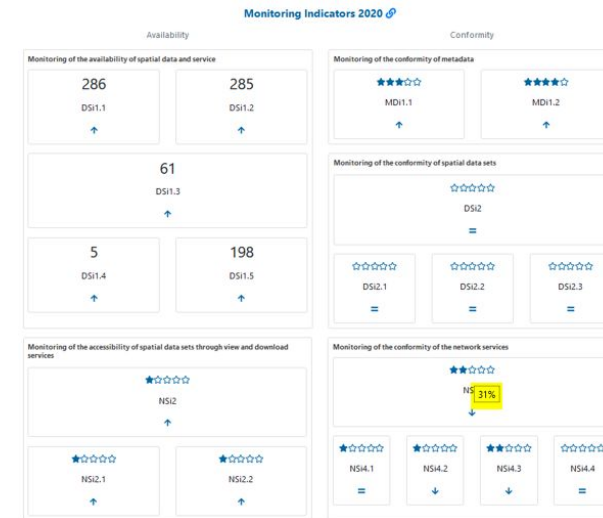 Monitoring Indicators 2020
Availability
Conformity
Monitoring of the availability of spatial data and service
286
DSi1.1
285
DSi1.2
61
DSi1.3
5
DSi1.4
198
DSi1.5
Monitoring of the conformity of metadata
MDi1.1
MDi1.2
Monitoring of the conformity of spatial data sets
DSi2
DSi2.1
DSi2.2
DSi2.3
Monitoring of the accessibility of spatial data sets through view and download
services
NSi2
NSi2.1
NSi2.2
Monitoring of the conformity of the network services
NS
31%
NSi4.1
NSi4.2
NSi4.3
NSi4.4